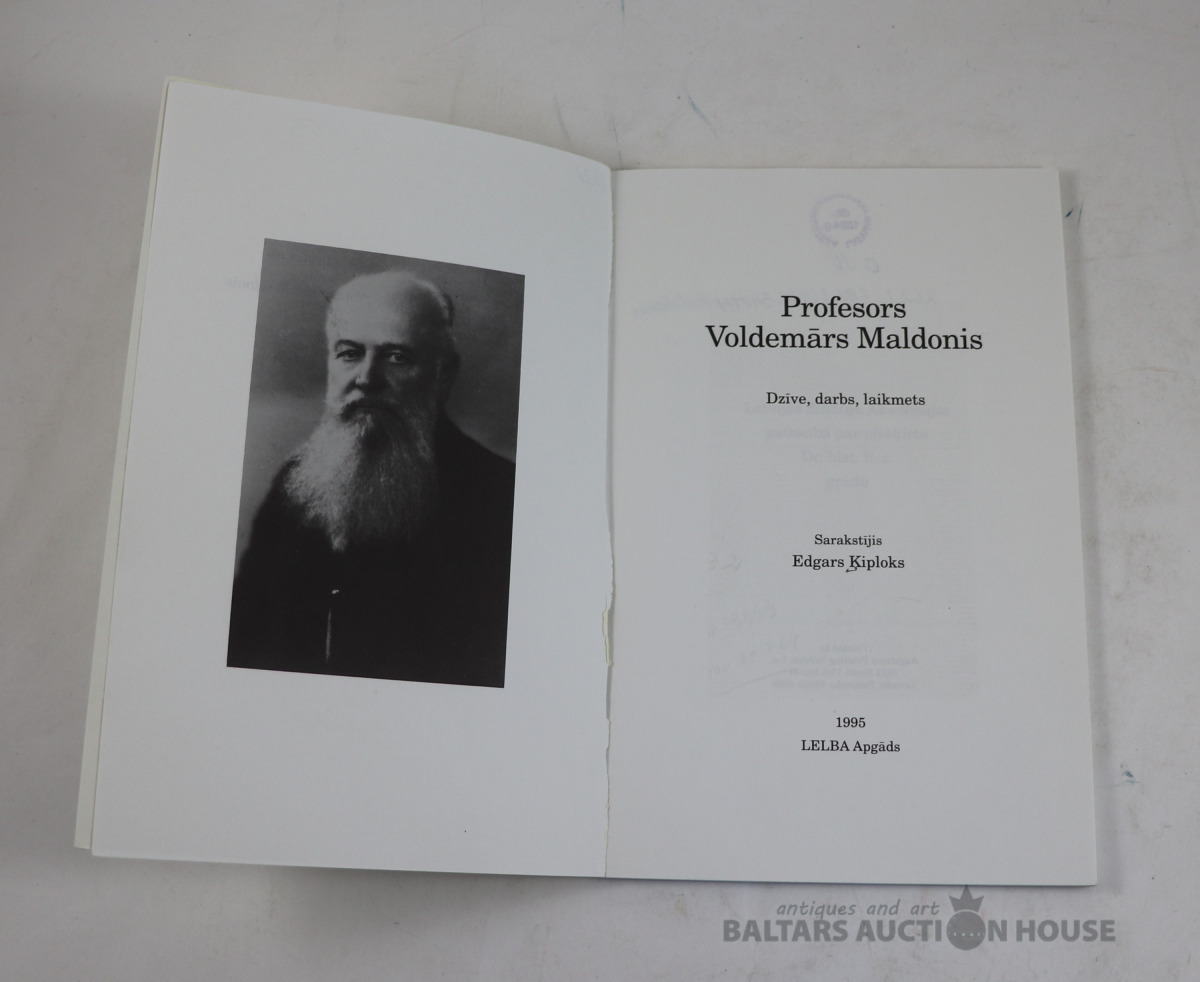 Profesors
Voldemārs Maldonis
Dzīve, darbs, laikmets
Sarakstījis
Edgars Ķiploks
1995
LELBA Apgāds
antiques and art
BALTARS AUCTION HOUSE